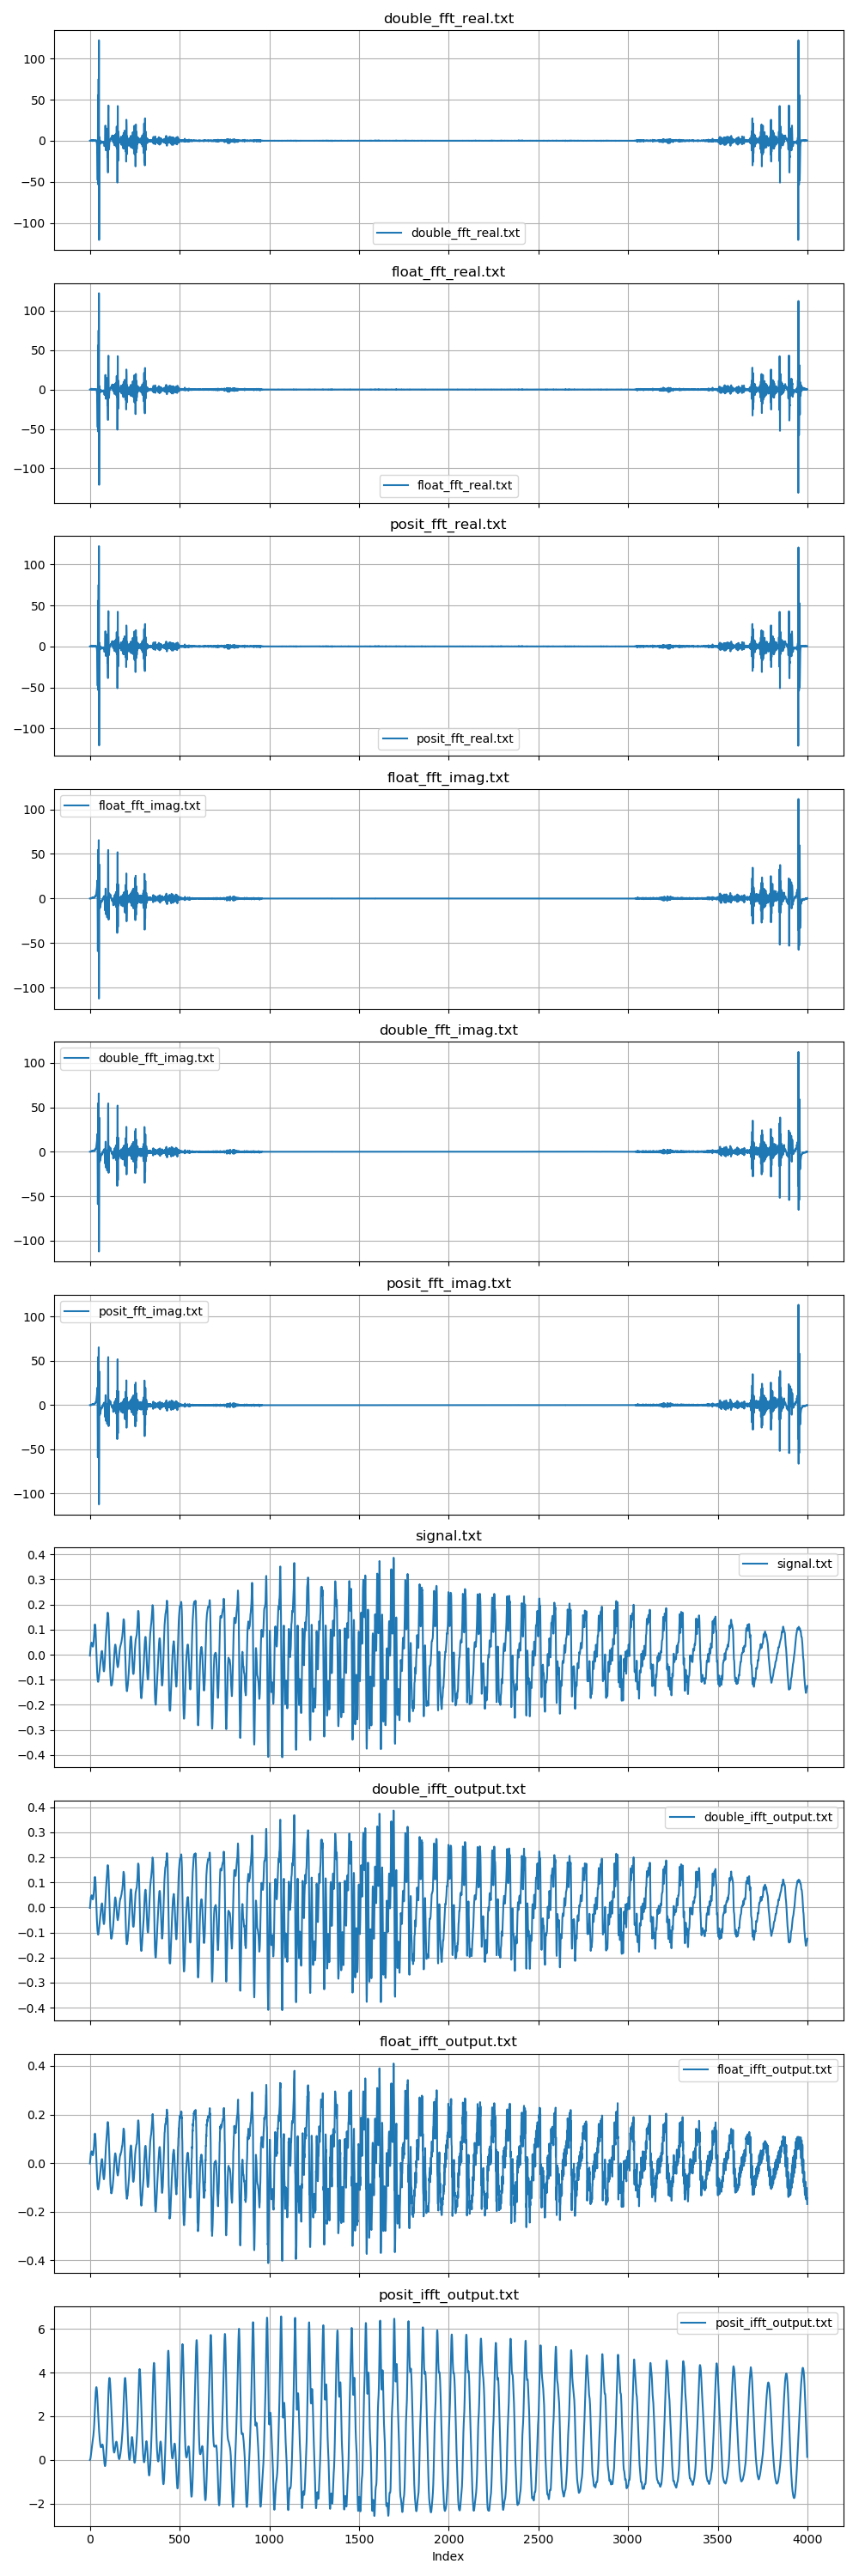 double_fft_real.txt
100
50
0
−50
−100
double_fft_real.txt
float_fft_real.txt
100
50
0
−50
−100
float_fft_real.txt
posit_fft_real.txt
100
50
0
−50
−100
posit_fft_real.txt
float_fft_imag.txt
float_fft_imag.txt
100
50
0
−50
−100
double_fft_imag.txt
double_fft_imag.txt
100
50
0
−50
−100
posit_fft_imag.txt
posit_fft_imag.txt
100
50
0
−50
−100
signal.txt
signal.txt
0.4
0.3
0.2
0.1
0.0
−0.1
−0.2
−0.3
−0.4
double_ifft_output.txt
double_ifft_output.txt
0.4
0.3
0.2
0.1
0.0
−0.1
−0.2
−0.3
−0.4
float_ifft_output.txt
float_ifft_output.txt
0.4
0.2
0.0
−0.2
−0.4
posit_ifft_output.txt
posit_ifft_output.txt
6
4
2
0
−2
0 500 1000 1500 2000 2500 3000 3500 4000
Index